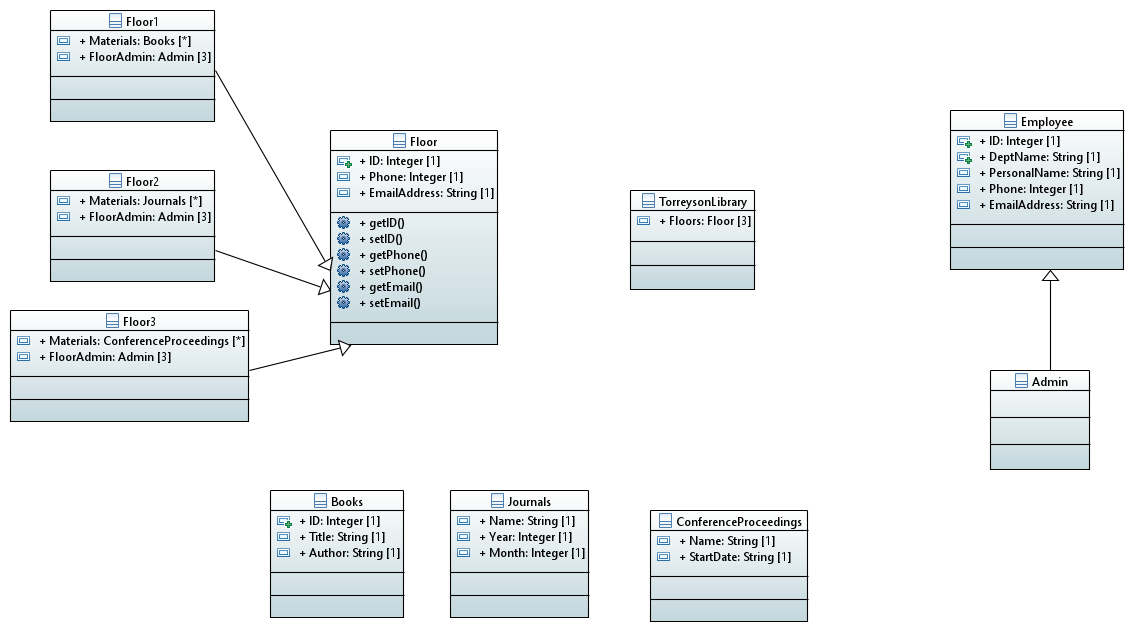 Floor1
+ Materials: Books [*]
+ FloorAdmin: Admin [3]
Floor2
+ Materials: Journals [*]
+ FloorAdmin: Admin [3]
Floor3
+ Materials: ConferenceProceedings [*]
+ FloorAdmin: Admin [3]
Floor
+ ID: Integer [1]
+ Phone: Integer [1]
+ EmailAddress: String [1]
+ getID()
+ setID()
+ getPhone()
+ setPhone()
+ getEmail()
+ setEmail()
TorreysonLibrary
+ Floors: Floor [3]
Employee
+ ID: Integer [1]
+ DeptName: String [1]
+ PersonalName: String [1]
+ Phone: Integer [1]
+ EmailAddress: String [1]
Admin
Books
+ ID: Integer [1]
+ Title: String [1]
+ Author: String [1]
Journals
+ Name: String [1]
+ Year: Integer [1]
+ Month: Integer [1]
ConferenceProceedings
+ Name: String [1]
+ StartDate: String [1]